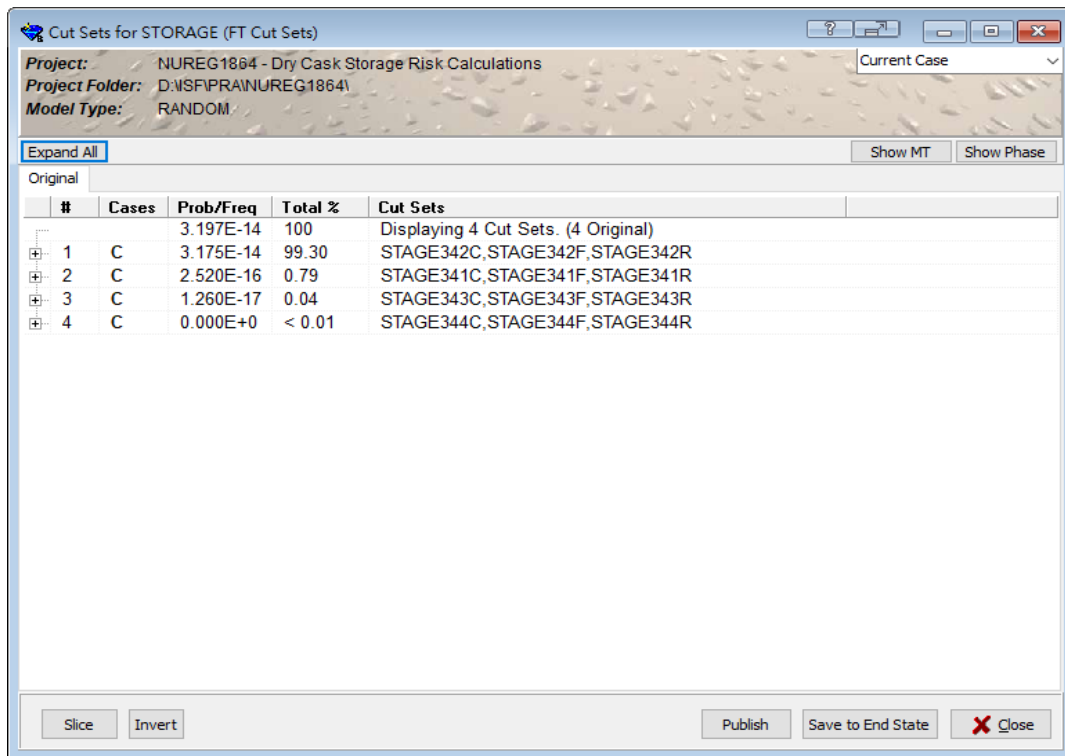 Cut Sets for STORAGE (FT Cut Sets)
Project: NUREG1864 - Dry Cask Storage Risk Calculations Current Case
Project Folder: D:\ISF\PRA\NUREG1864\
Model Type: RANDOM
Expand All Show MT Show Phase
Original
# Cases Prob/Freq Total % Cut Sets
3.197E-14 100 Displaying 4 Cut Sets. (4 Original)
1 C 3.175E-14 99.30 STAGE342C,STAGE342F,STAGE342R
2 C 2.520E-16 0.79 STAGE341C,STAGE341F,STAGE341R
3 C 1.260E-17 0.04 STAGE343C,STAGE343F,STAGE343R
4 C 0.000E+0 < 0.01 STAGE344C,STAGE344F,STAGE344R
Slice Invert Publish Save to End State Close